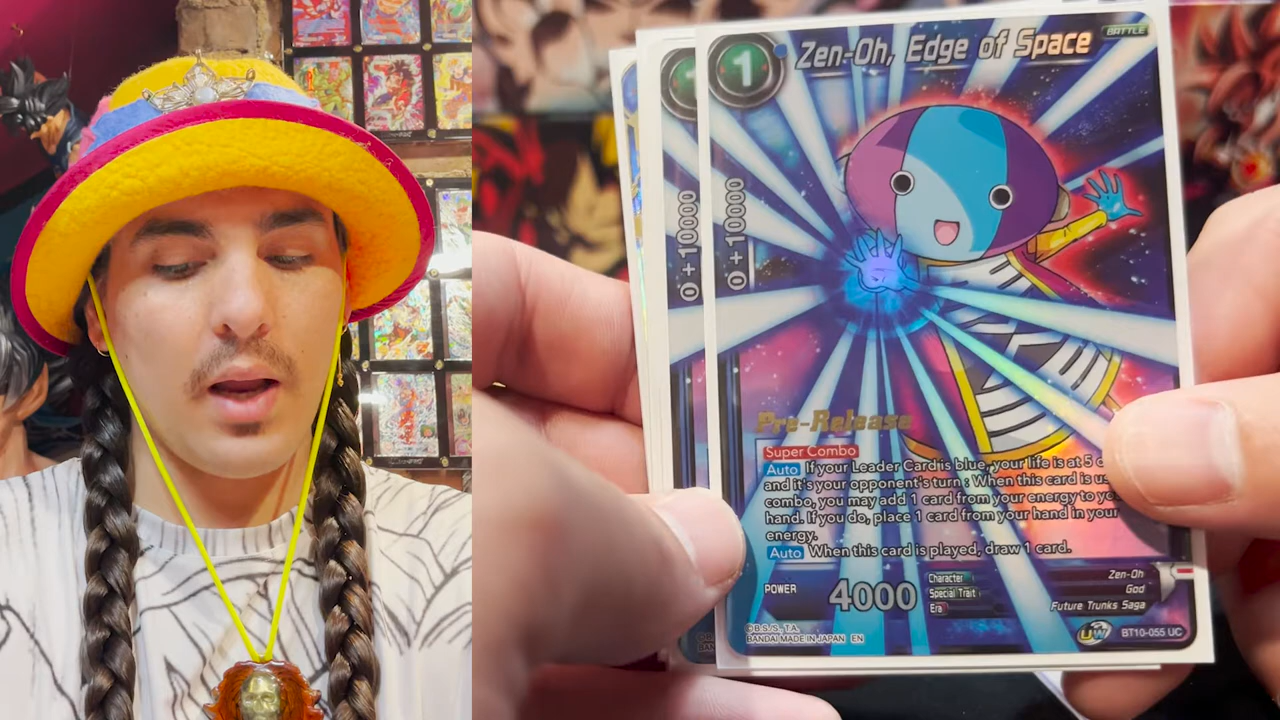 1
Zen-Oh, Edge of Space
BATTLE
0 + 10000
0 + 10000
Pre-Release
Super Combo
Auto If your Leader Card is blue, your life is at 5
and it's your opponent's turn : When this card is
combo, you may add 1 card from your energy to
hand. If you do, place 1 card from your hand in your
energy.
Auto When this card is played, draw 1 card.
POWER 4000
Character Zen-Oh
Special Trait God
Era Future Trunks Saga
©B.S./S.,T.A.
BANDAI MADE IN JAPAN EN
UW BT10-055 UC